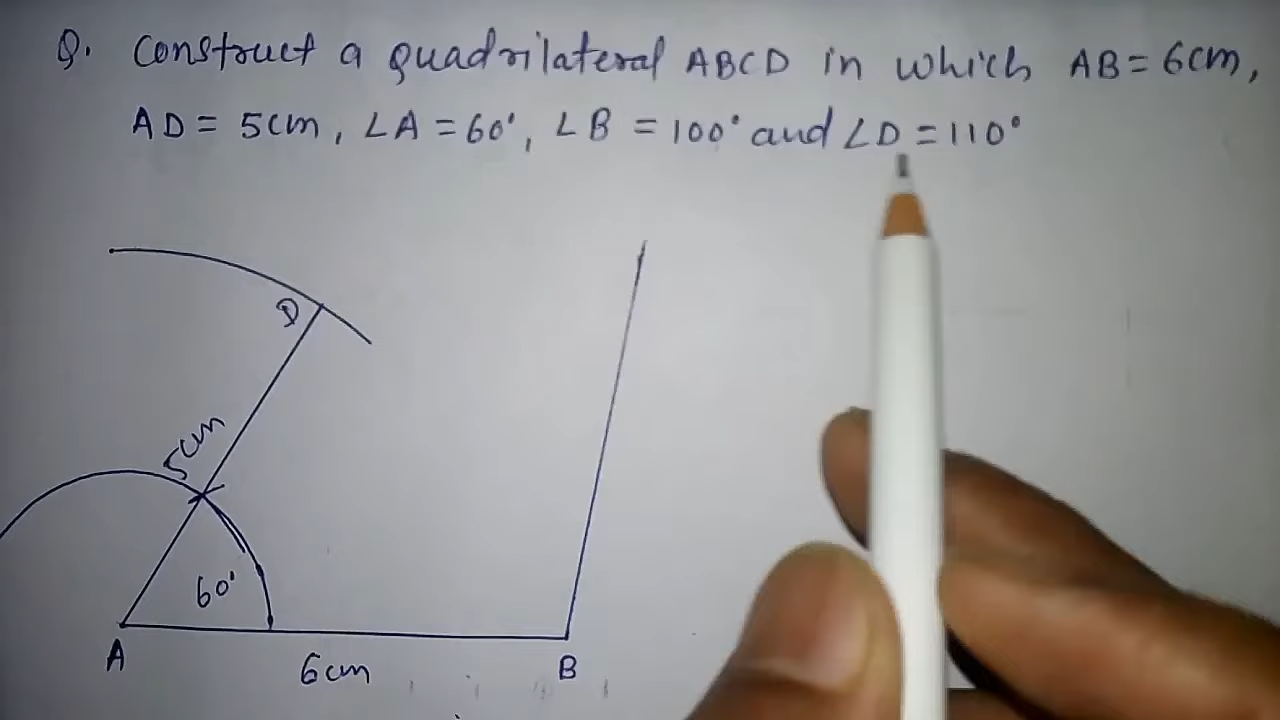 Q. Construct a quadrilateral ABCD in which AB = 6cm,
AD = 5cm, ∠A = 60°, ∠B = 100° and ∠D = 110°
D
5cm
60°
A
6cm
B